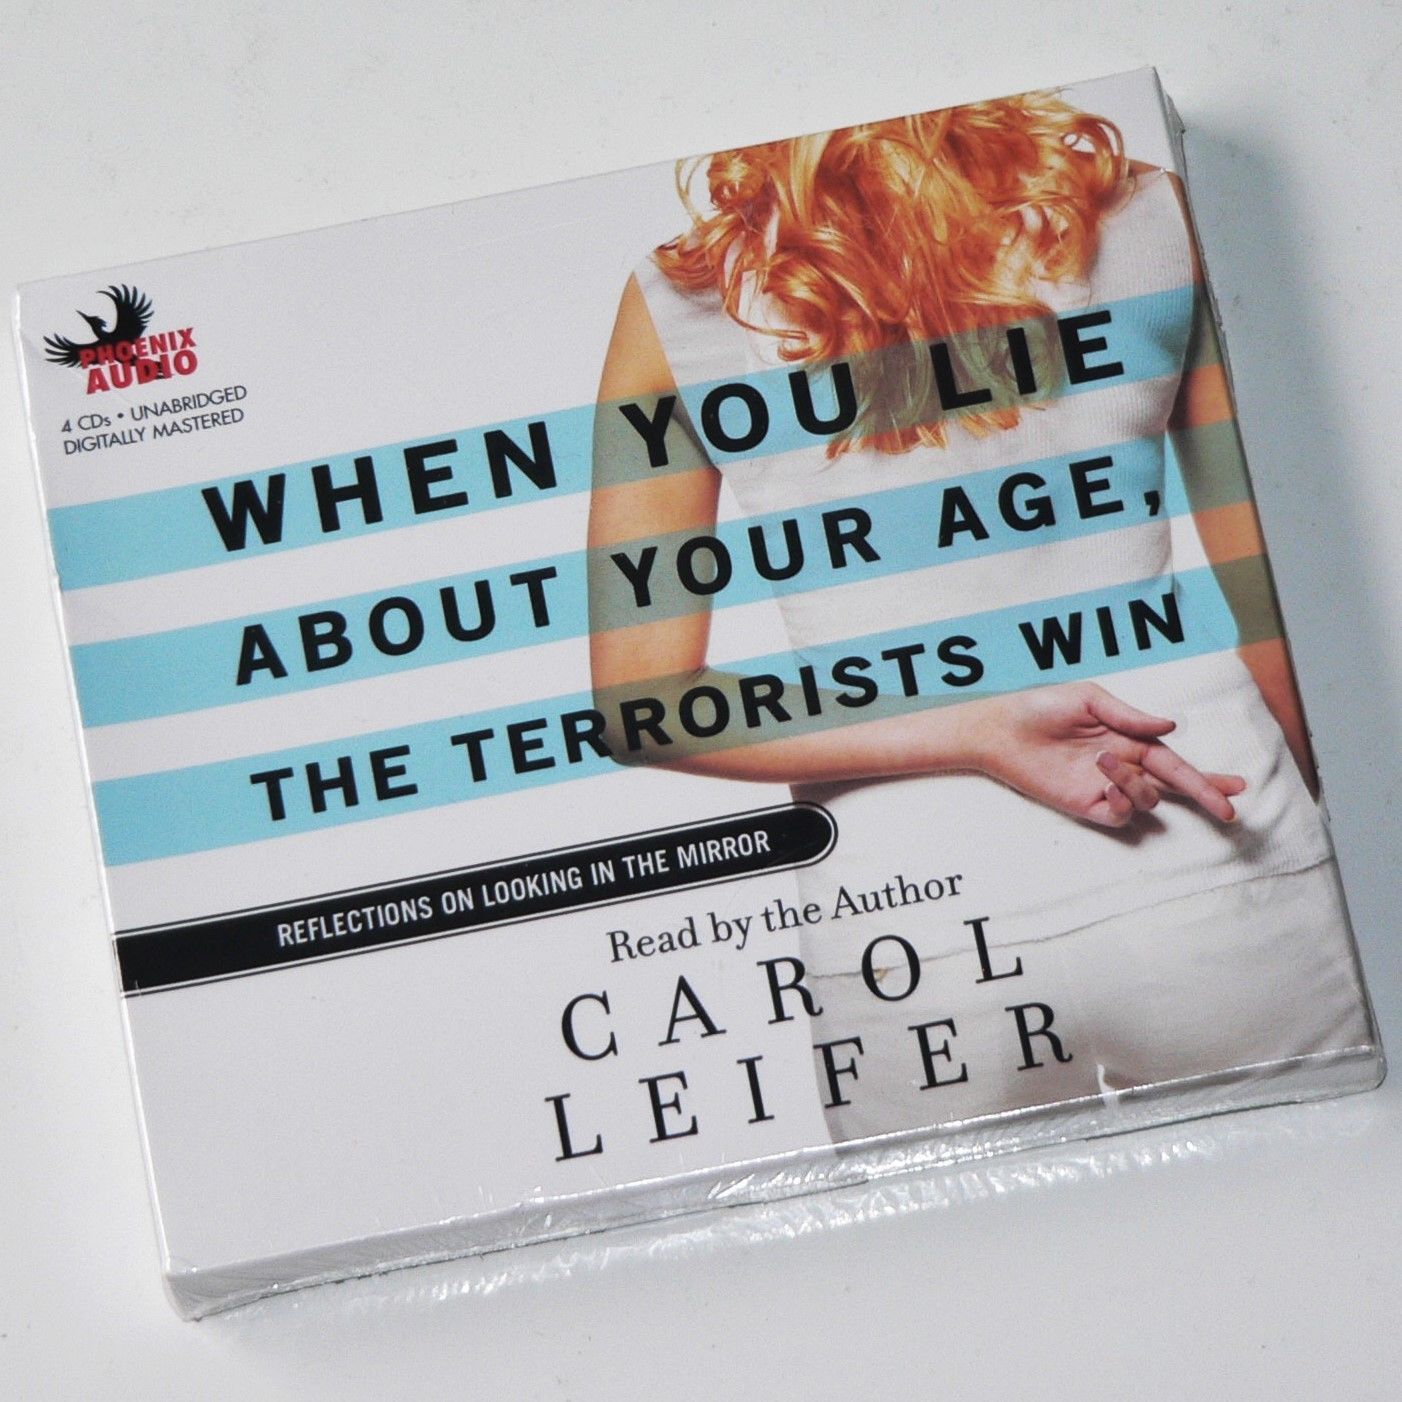 PHOENIX
AUDIO
4 CDs • UNABRIDGED
DIGITALLY MASTERED
WHEN YOU LIE
ABOUT YOUR AGE,
THE TERRORISTS WIN
REFLECTIONS ON LOOKING IN THE MIRROR
Read by the Author
CAROL
LEIFER